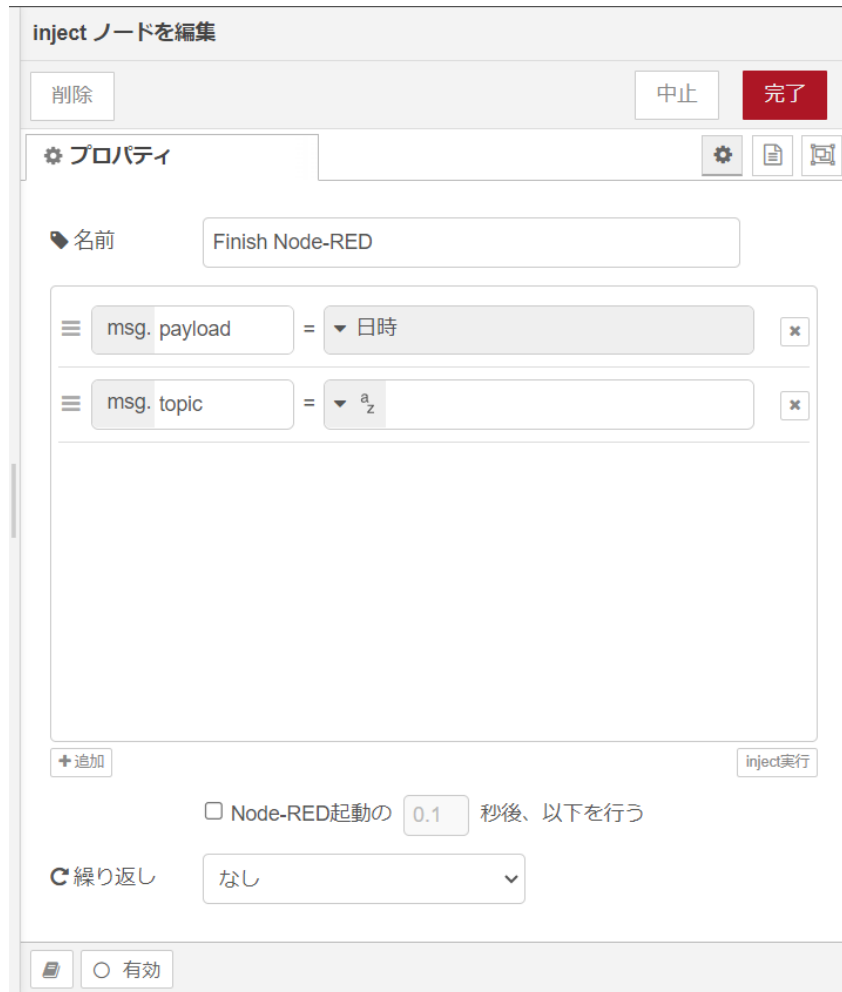 inject ノードを編集
削除 中止 完了
プロパティ
名前 Finish Node-RED
msg. payload = 日時
msg. topic = az
追加 inject実行
Node-RED起動の 0.1 秒後、以下を行う
繰り返し なし
有効